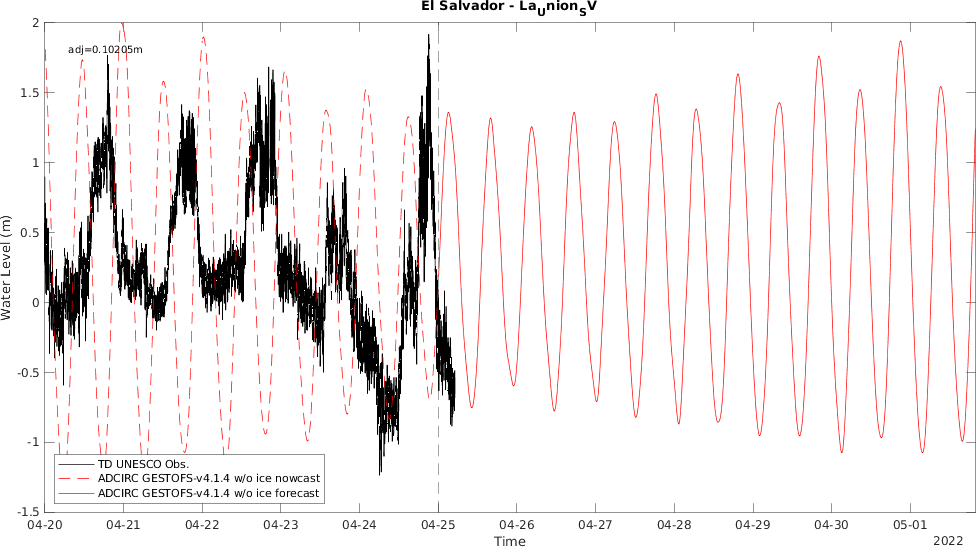 El Salvador - LaUnionSV
2
1.5
1
0.5
0
-0.5
-1
-1.5
Water Level (m)
adj=0.10205m
TD UNESCO Obs.
ADCIRC GESTOFS-v4.1.4 w/o ice nowcast
ADCIRC GESTOFS-v4.1.4 w/o ice forecast
04-20 04-21 04-22 04-23 04-24 04-25 04-26 04-27 04-28 04-29 04-30 05-01
Time
2022